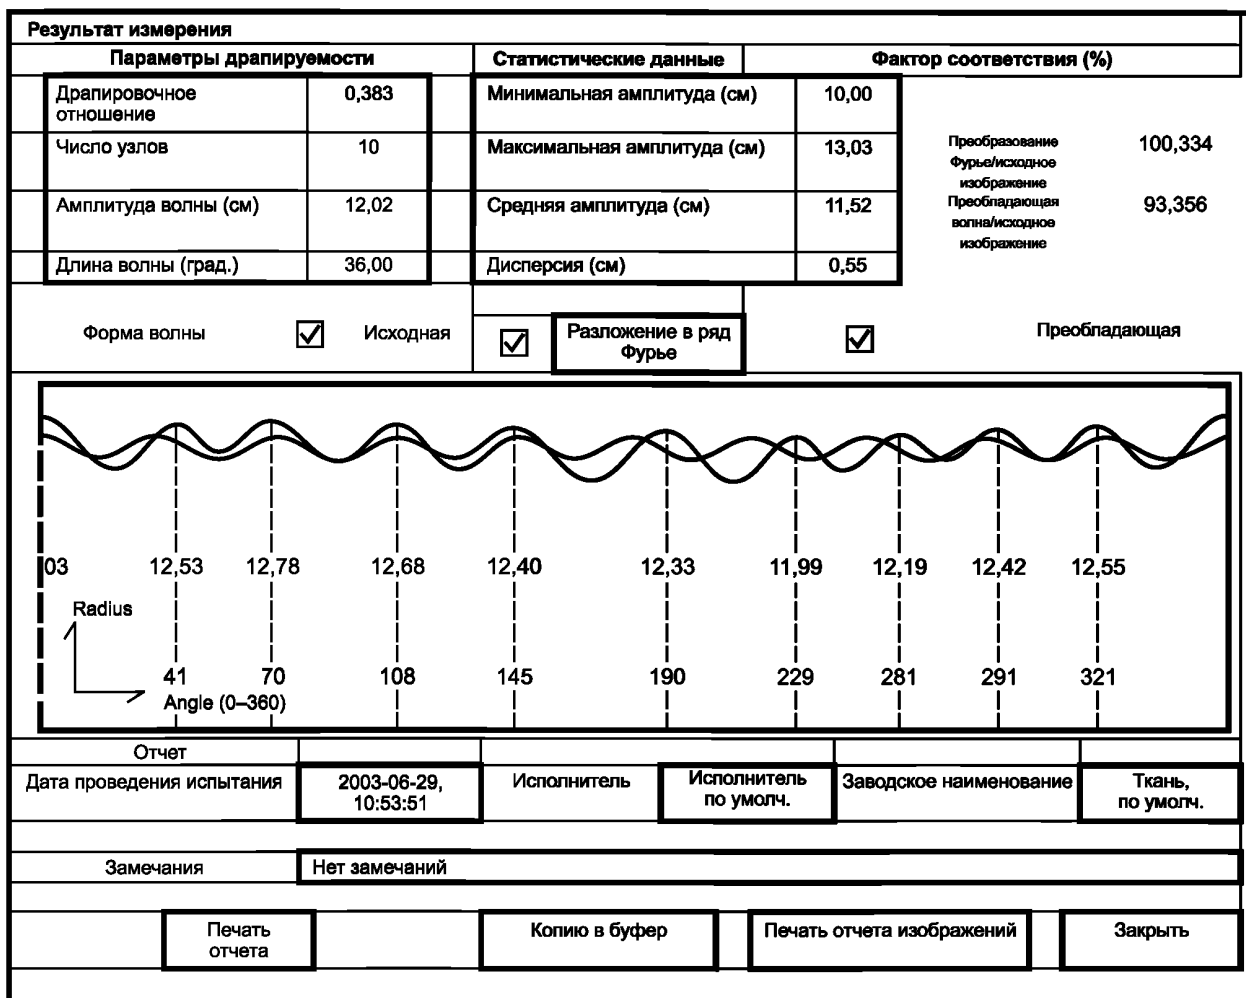 Результат измерения
Параметры драпируемости
Статистические данные
Фактор соответствия (%)
Драпировочное
отношение
0,383
Минимальная амплитуда (см)
10,00
Число узлов
10
Максимальная амплитуда (см)
13,03
Преобразование
Фурье/исходное
изображение
100,334
Амплитуда волны (см)
12,02
Средняя амплитуда (см)
11,52
Преобладающая
волна/исходное
изображение
93,356
Длина волны (град.)
36,00
Дисперсия (см)
0,55
Форма волны
Исходная
Разложение в ряд
Фурье
Преобладающая
03 12,53 12,78 12,68 12,40 12,33 11,99 12,19 12,42 12,55
Radius
41 70 108 145 190 229 281 291 321
Angle (0–360)
Отчет
Дата проведения испытания
2003-06-29,
10:53:51
Исполнитель
Исполнитель
по умолч.
Заводское наименование
Ткань,
по умолч.
Замечания
Нет замечаний
Печать
отчета
Копию в буфер
Печать отчета изображений
Закрыть